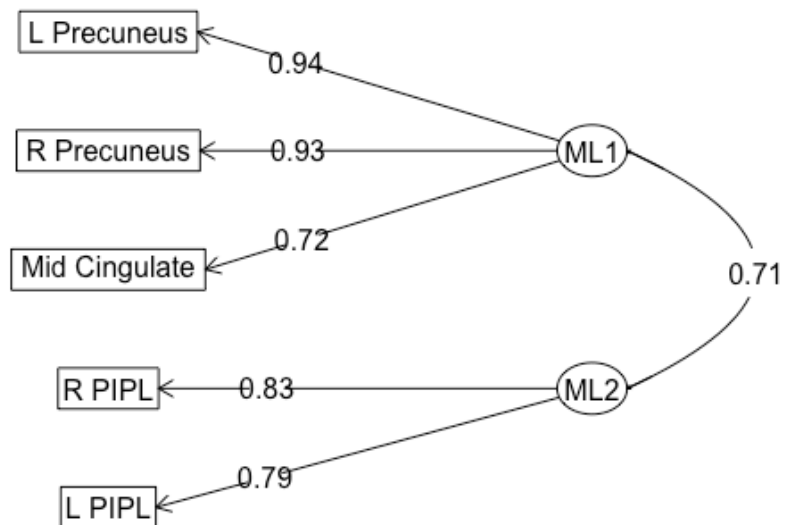 L Precuneus
0.94
R Precuneus
0.93
ML1
0.72
Mid Cingulate
0.71
R PIPL
0.83
ML2
0.79
L PIPL